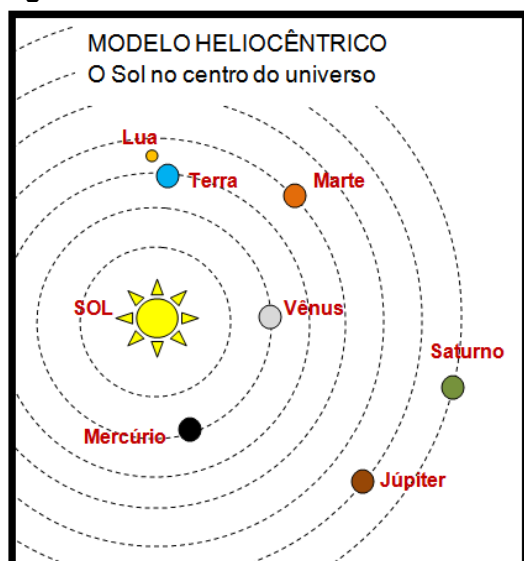 MODELO HELIOCÊNTRICO
O Sol no centro do universo
Lua
Terra
Marte
SOL
Vênus
Saturno
Mercúrio
Júpiter